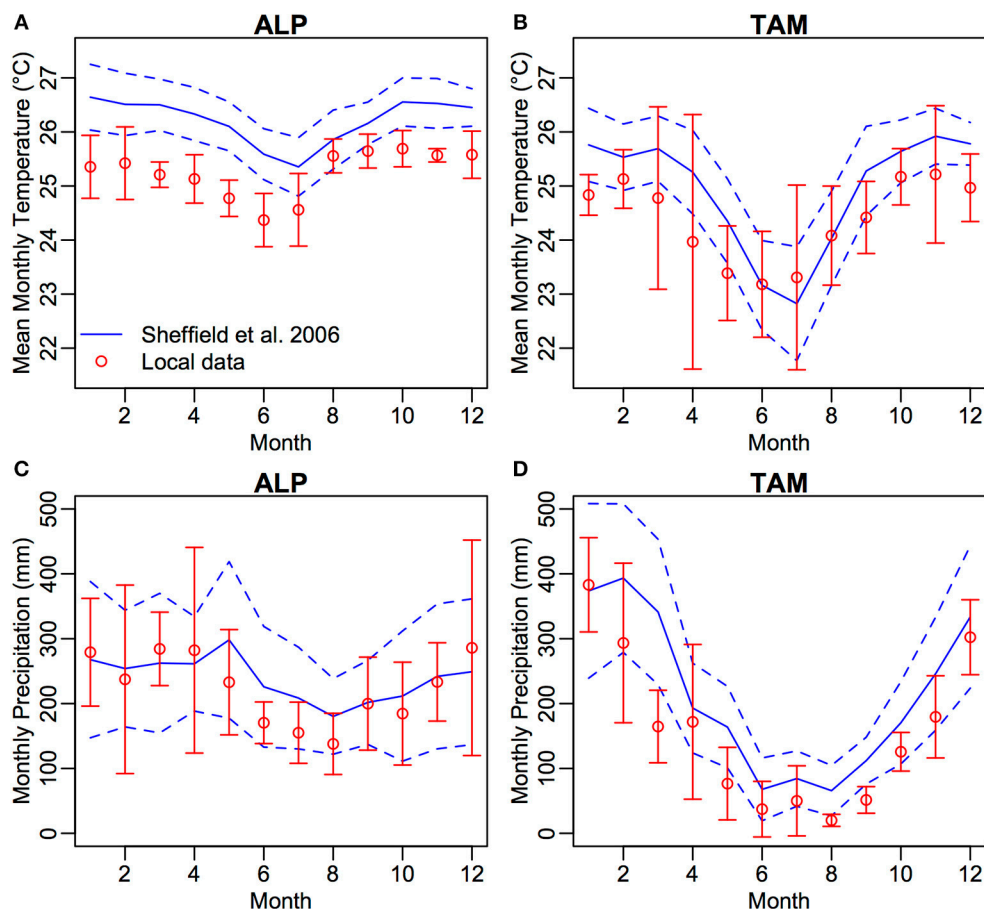 A
ALP
Mean Monthly Temperature (°C)
27
26
25
24
23
22
Sheffield et al. 2006
Local data
2 4 6 8 10 12
Month
B
TAM
Mean Monthly Temperature (°C)
27
26
25
24
23
22
2 4 6 8 10 12
Month
C
ALP
Monthly Precipitation (mm)
500
400
300
200
100
0
2 4 6 8 10 12
Month
D
TAM
Monthly Precipitation (mm)
500
400
300
200
100
0
2 4 6 8 10 12
Month